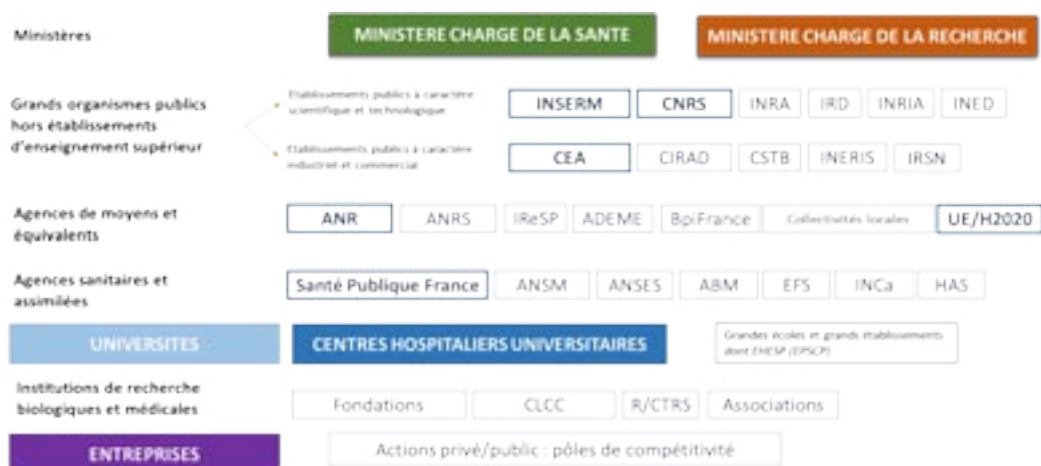 Ministères
MINISTERE CHARGE DE LA SANTE
MINISTERE CHARGE DE LA RECHERCHE
Grands organismes publics
hors établissements
d'enseignement supérieur
Etablissements publics à caractère
scientifique et technologique
INSERM
CNRS
INRA
IRD
INRIA
INED
Etablissements publics à caractère
industriel et commercial
CEA
CIRAD
CSTB
INERIS
IRSN
Agences de moyens et
équivalents
ANR
ANRS
IReSP
ADEME
BpiFrance
Collectivités locales
UE/H2020
Agences sanitaires et
assimilées
Santé Publique France
ANSM
ANSES
ABM
EFS
INCa
HAS
UNIVERSITES
CENTRES HOSPITALIERS UNIVERSITAIRES
Grandes écoles et grands établissements
dont EHESP (EPSCP)
Institutions de recherche
biologiques et médicales
Fondations
CLCC
R/CTRS
Associations
ENTREPRISES
Actions privé/public : pôles de compétitivité